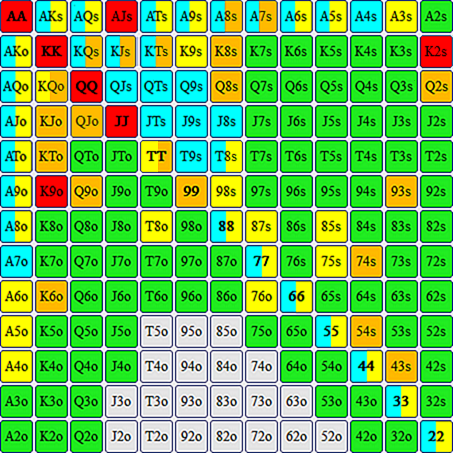 AA AKs AQs AJs ATs A9s A8s A7s A6s A5s A4s A3s A2s
AKo KK KQs KJs KTs K9s K8s K7s K6s K5s K4s K3s K2s
AQo KQo QQ QJs QTs Q9s Q8s Q7s Q6s Q5s Q4s Q3s Q2s
AJo KJo QJo JJ JTs J9s J8s J7s J6s J5s J4s J3s J2s
ATo KTo QTo JTo TT T9s T8s T7s T6s T5s T4s T3s T2s
A9o K9o Q9o J9o T9o 99 98s 97s 96s 95s 94s 93s 92s
A8o K8o Q8o J8o T8o 98o 88 87s 86s 85s 84s 83s 82s
A7o K7o Q7o J7o T7o 97o 87o 77 76s 75s 74s 73s 72s
A6o K6o Q6o J6o T6o 96o 86o 76o 66 65s 64s 63s 62s
A5o K5o Q5o J5o T5o 95o 85o 75o 65o 55 54s 53s 52s
A4o K4o Q4o J4o T4o 94o 84o 74o 64o 54o 44 43s 42s
A3o K3o Q3o J3o T3o 93o 83o 73o 63o 53o 43o 33 32s
A2o K2o Q2o J2o T2o 92o 82o 72o 62o 52o 42o 32o 22